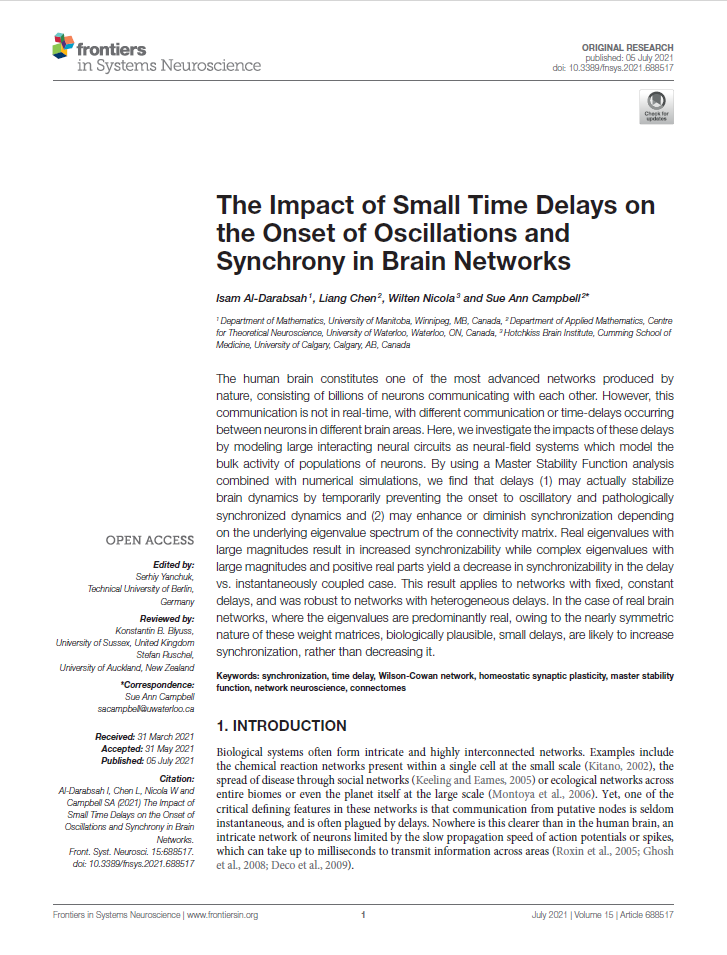 frontiers
in Systems Neuroscience
ORIGINAL RESEARCH
published: 05 July 2021
doi: 10.3389/fnsys.2021.688517
Check for
updates
The Impact of Small Time Delays on
the Onset of Oscillations and
Synchrony in Brain Networks
Isam Al-Darabsah 1, Liang Chen 2, Wilten Nicola 3 and Sue Ann Campbell 2*
1 Department of Mathematics, University of Manitoba, Winnipeg, MB, Canada, 2 Department of Applied Mathematics, Centre
for Theoretical Neuroscience, University of Waterloo, Waterloo, ON, Canada, 3 Hotchkiss Brain Institute, Cumming School of
Medicine, University of Calgary, Calgary, AB, Canada
The human brain constitutes one of the most advanced networks produced by
nature, consisting of billions of neurons communicating with each other. However, this
communication is not in real-time, with different communication or time-delays occurring
between neurons in different brain areas. Here, we investigate the impacts of these delays
by modeling large interacting neural circuits as neural-field systems which model the
bulk activity of populations of neurons. By using a Master Stability Function analysis
combined with numerical simulations, we find that delays (1) may actually stabilize
brain dynamics by temporarily preventing the onset to oscillatory and pathologically
synchronized dynamics and (2) may enhance or diminish synchronization depending
on the underlying eigenvalue spectrum of the connectivity matrix. Real eigenvalues with
large magnitudes result in increased synchronizability while complex eigenvalues with
large magnitudes and positive real parts yield a decrease in synchronizability in the delay
vs. instantaneously coupled case. This result applies to networks with fixed, constant
delays, and was robust to networks with heterogeneous delays. In the case of real brain
networks, where the eigenvalues are predominantly real, owing to the nearly symmetric
nature of these weight matrices, biologically plausible, small delays, are likely to increase
synchronization, rather than decreasing it.
Keywords: synchronization, time delay, Wilson-Cowan network, homeostatic synaptic plasticity, master stability
function, network neuroscience, connectomes
OPEN ACCESS
Edited by:
Serhiy Yanchuk,
Technical University of Berlin,
Germany
Reviewed by:
Konstantin B. Blyuss,
University of Sussex, United Kingdom
Stefan Ruschel,
University of Auckland, New Zealand
*Correspondence:
Sue Ann Campbell
sacampbell@uwaterloo.ca
Received: 31 March 2021
Accepted: 31 May 2021
Published: 05 July 2021
Citation:
Al-Darabsah I, Chen L, Nicola W and
Campbell SA (2021) The Impact of
Small Time Delays on the Onset of
Oscillations and Synchrony in Brain
Networks.
Front. Syst. Neurosci. 15:688517.
doi: 10.3389/fnsys.2021.688517
1. INTRODUCTION
Biological systems often form intricate and highly interconnected networks. Examples include
the chemical reaction networks present within a single cell at the small scale (Kitano, 2002), the
spread of disease through social networks (Keeling and Eames, 2005) or ecological networks across
entire biomes or even the planet itself at the large scale (Montoya et al., 2006). Yet, one of the
critical defining features in these networks is that communication from putative nodes is seldom
instantaneous, and is often plagued by delays. Nowhere is this clearer than in the human brain, an
intricate network of neurons limited by the slow propagation speed of action potentials or spikes,
which can take up to milliseconds to transmit information across areas (Roxin et al., 2005; Ghosh
et al., 2008; Deco et al., 2009).
Frontiers in Systems Neuroscience | www.frontiersin.org
1
July 2021 | Volume 15 | Article 688517